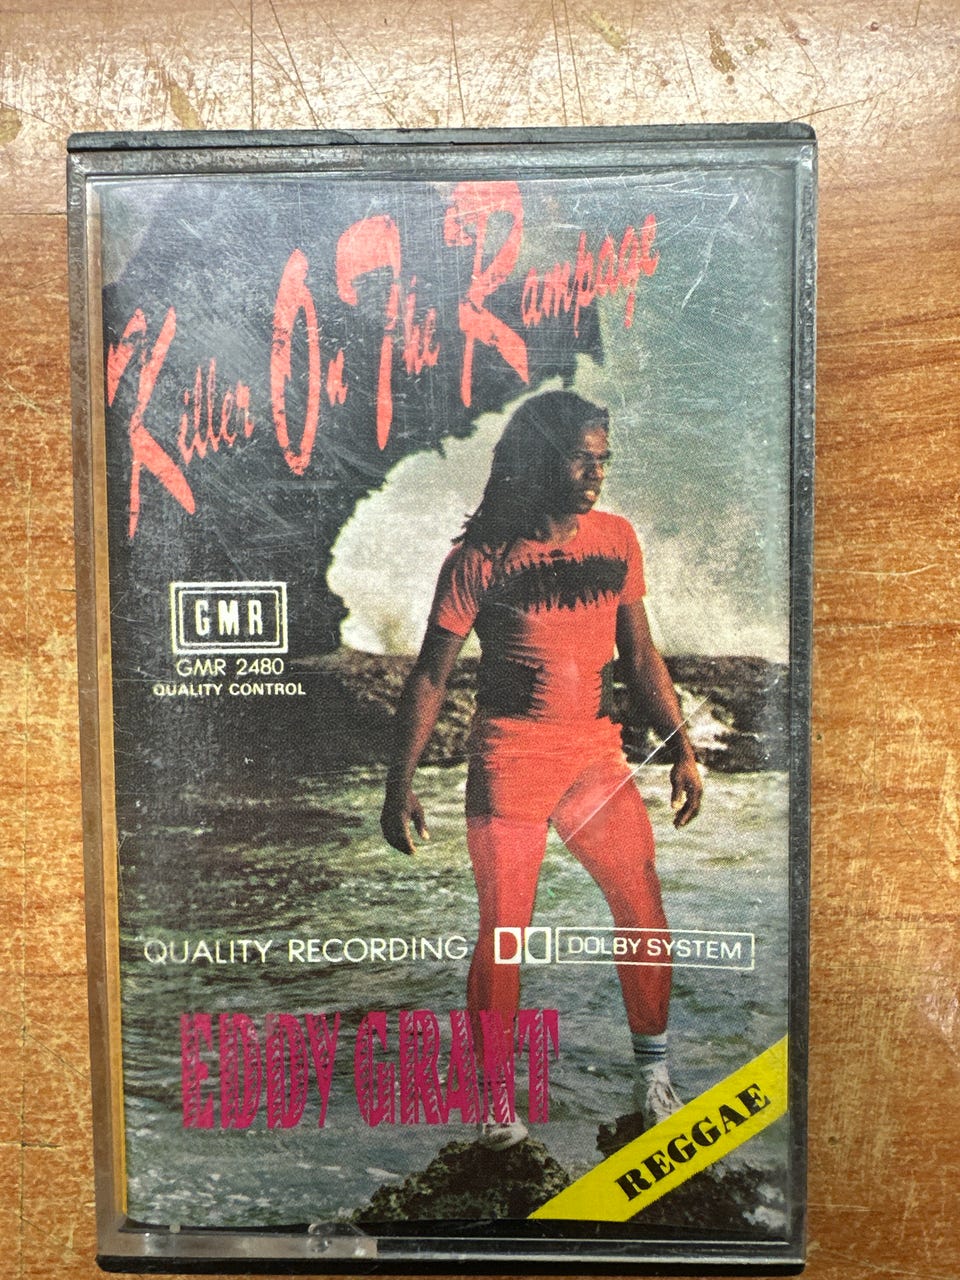 Killer On The Rampage
GMR
GMR 2480
QUALITY CONTROL
QUALITY RECORDING DOLBY SYSTEM
EDDY GRANT
REGGAE